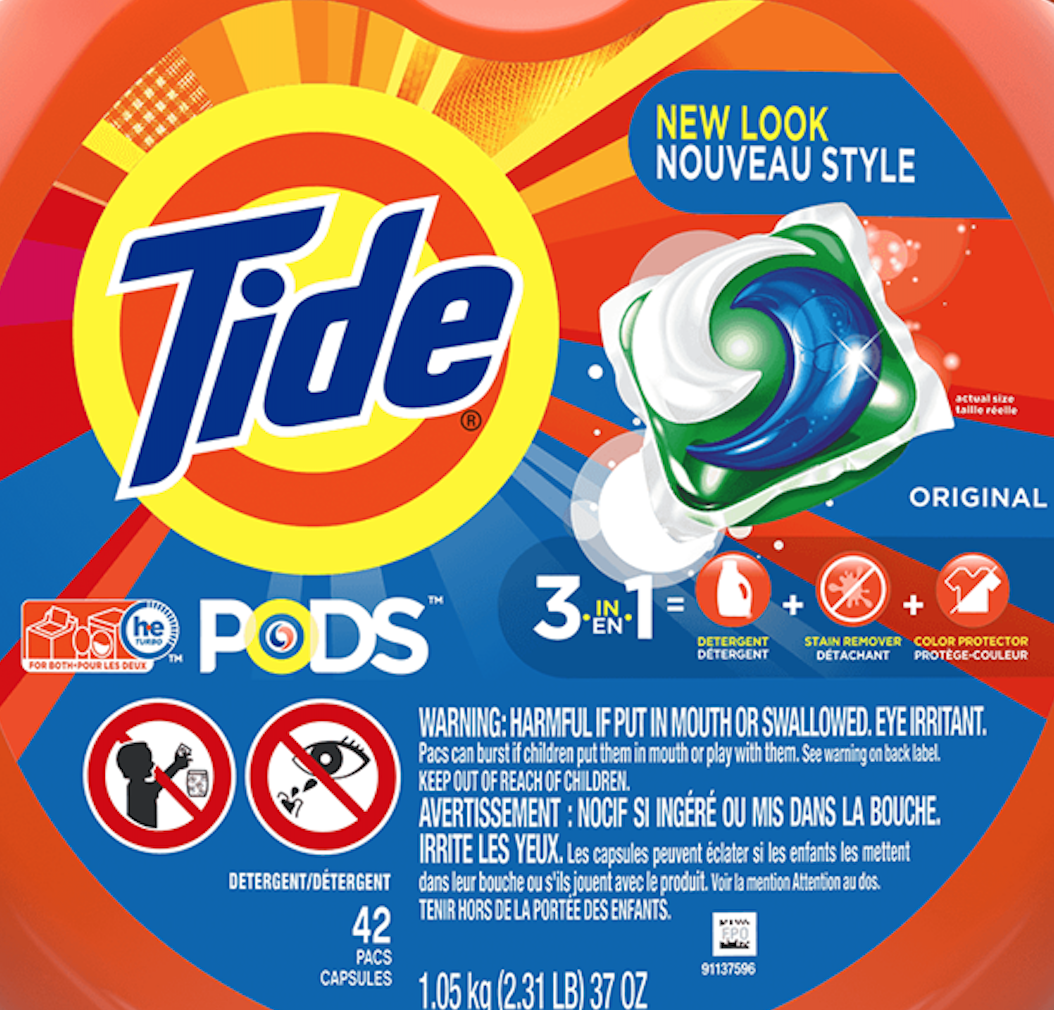 NEW LOOK
NOUVEAU STYLE
Tide
®
actual size
taille réelle
ORIGINAL
3 IN EN 1 = + +
DETERGENT
DÉTERGENT
STAIN REMOVER
DÉTACHANT
COLOR PROTECTOR
PROTÈGE-COULEUR
he
TURBO
FOR BOTH•POUR LES DEUX
TM
PODS™
WARNING: HARMFUL IF PUT IN MOUTH OR SWALLOWED. EYE IRRITANT.
Pacs can burst if children put them in mouth or play with them. See warning on back label.
KEEP OUT OF REACH OF CHILDREN.
AVERTISSEMENT : NOCIF SI INGÉRÉ OU MIS DANS LA BOUCHE.
IRRITE LES YEUX. Les capsules peuvent éclater si les enfants les mettent
dans leur bouche ou s'ils jouent avec le produit. Voir la mention Attention au dos.
TENIR HORS DE LA PORTÉE DES ENFANTS.
DETERGENT/DÉTERGENT
42
PACS
CAPSULES
FPO
91137596
1.05 kg (2.31 LB) 37 OZ